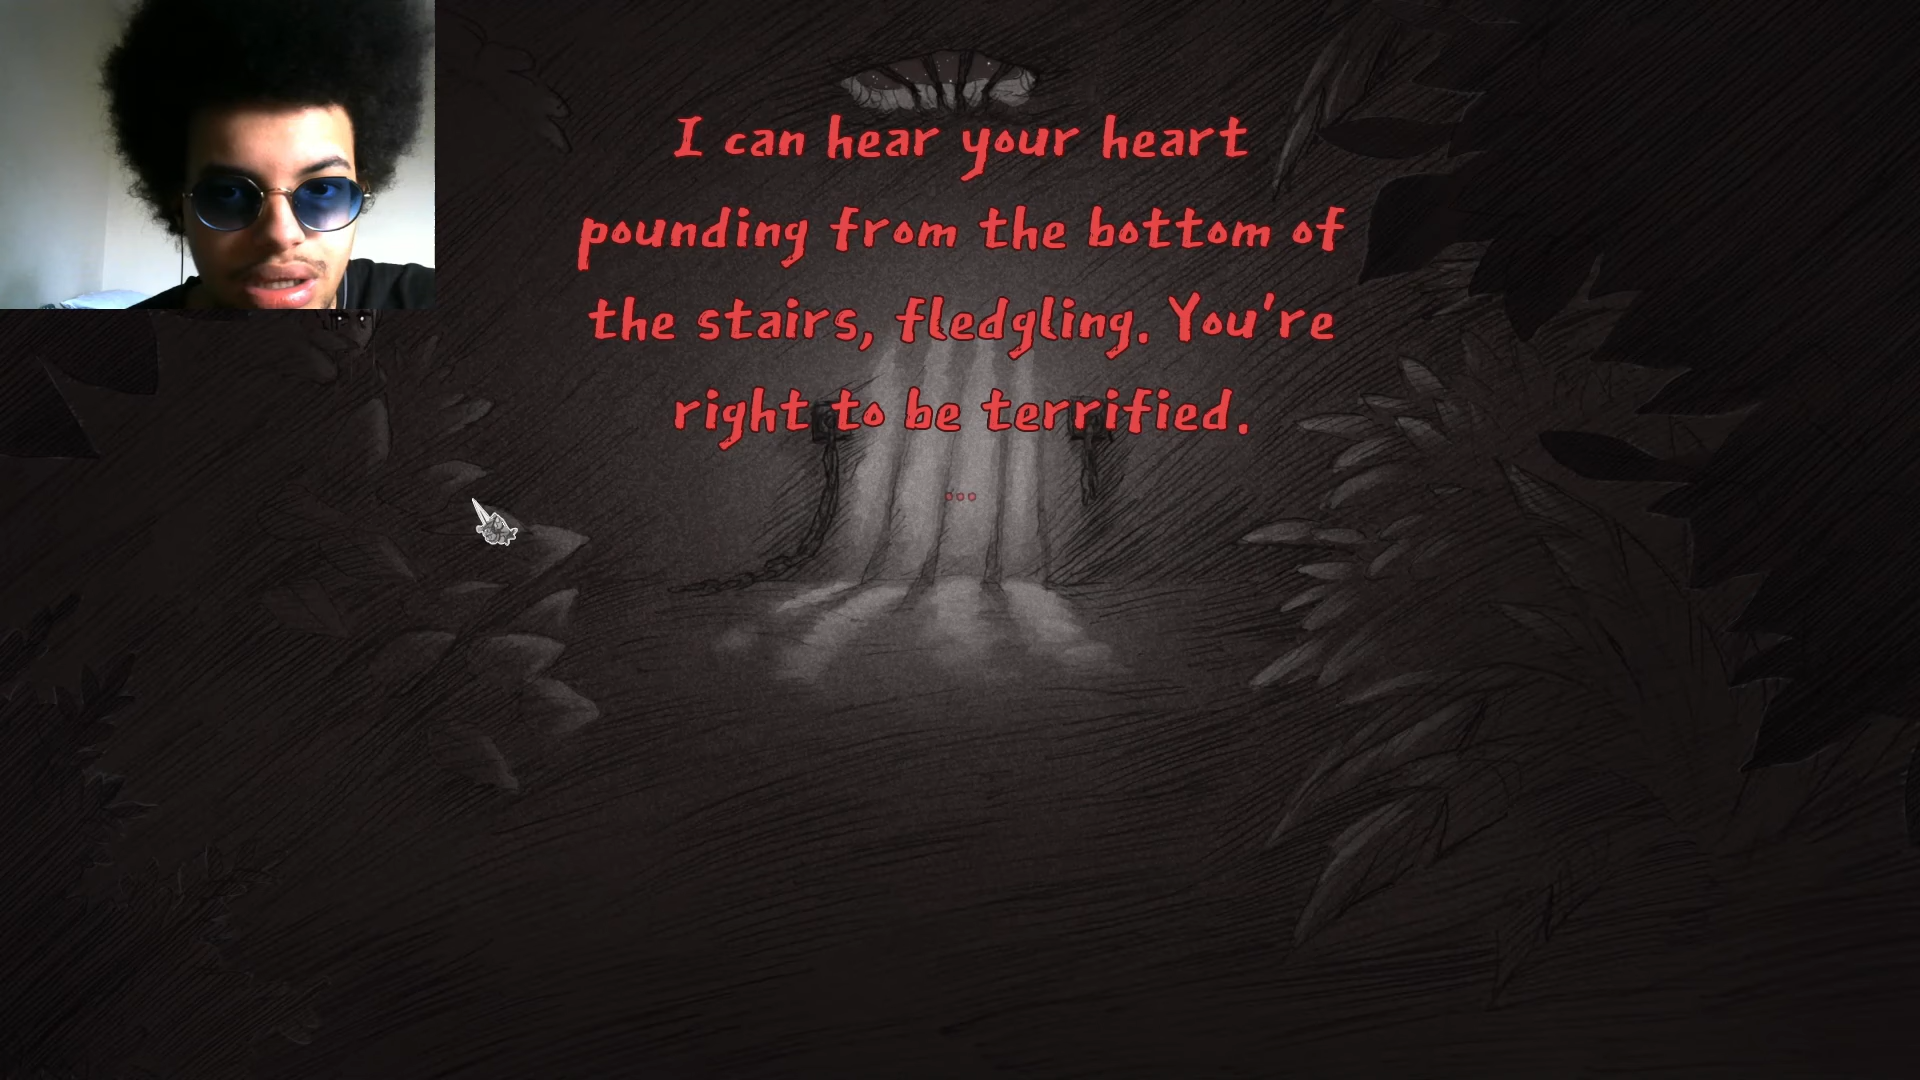 I can hear your heart
pounding from the bottom of
the stairs, fledgling. You're
right to be terrified.
...